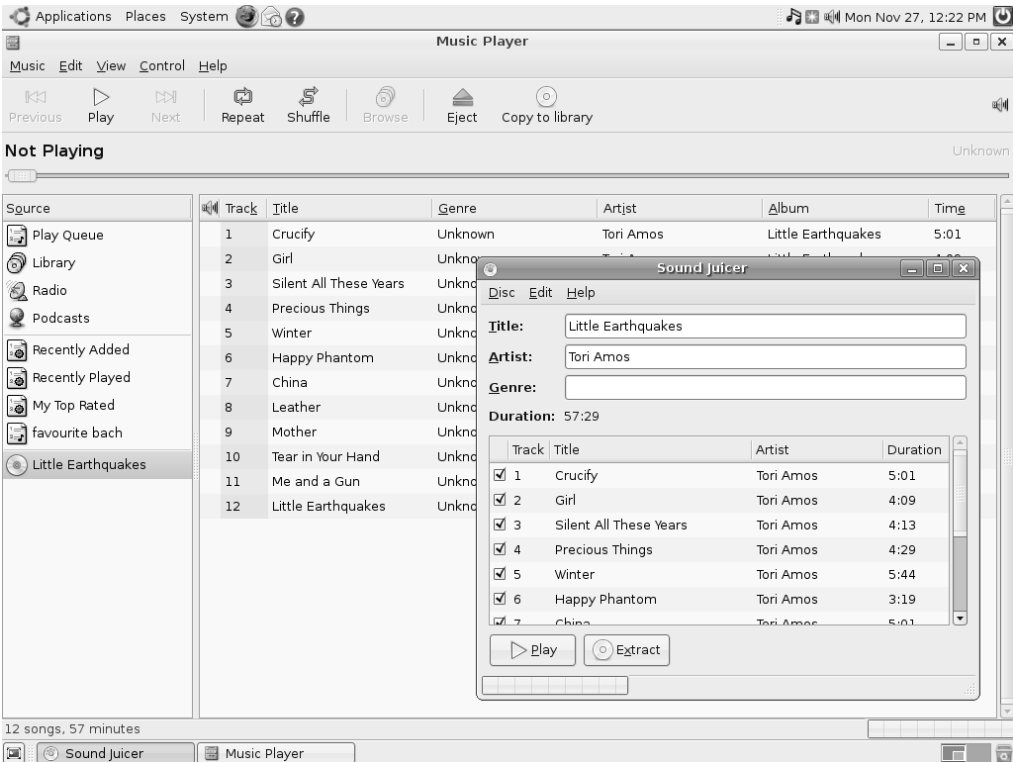 Applications Places System Mon Nov 27, 12:22 PM
Music Player
Music Edit View Control Help
Previous Play Next Repeat Shuffle Browse Eject Copy to library
Not Playing Unknown
Source
Play Queue
Library
Radio
Podcasts
Recently Added
Recently Played
My Top Rated
favourite bach
Little Earthquakes
Track Title Genre Artist Album Time
1 Crucify Unknown Tori Amos Little Earthquakes 5:01
2 Girl
3 Silent All These Years
4 Precious Things
5 Winter
6 Happy Phantom
7 China
8 Leather
9 Mother
10 Tear in Your Hand
11 Me and a Gun
12 Little Earthquakes
Sound Juicer
Disc Edit Help
Title: Little Earthquakes
Artist: Tori Amos
Genre:
Duration: 57:29
Track Title Artist Duration
1 Crucify Tori Amos 5:01
2 Girl Tori Amos 4:09
3 Silent All These Years Tori Amos 4:13
4 Precious Things Tori Amos 4:29
5 Winter Tori Amos 5:44
6 Happy Phantom Tori Amos 3:19
7 China Tori Amos 5:01
Play Extract
12 songs, 57 minutes
Sound Juicer Music Player